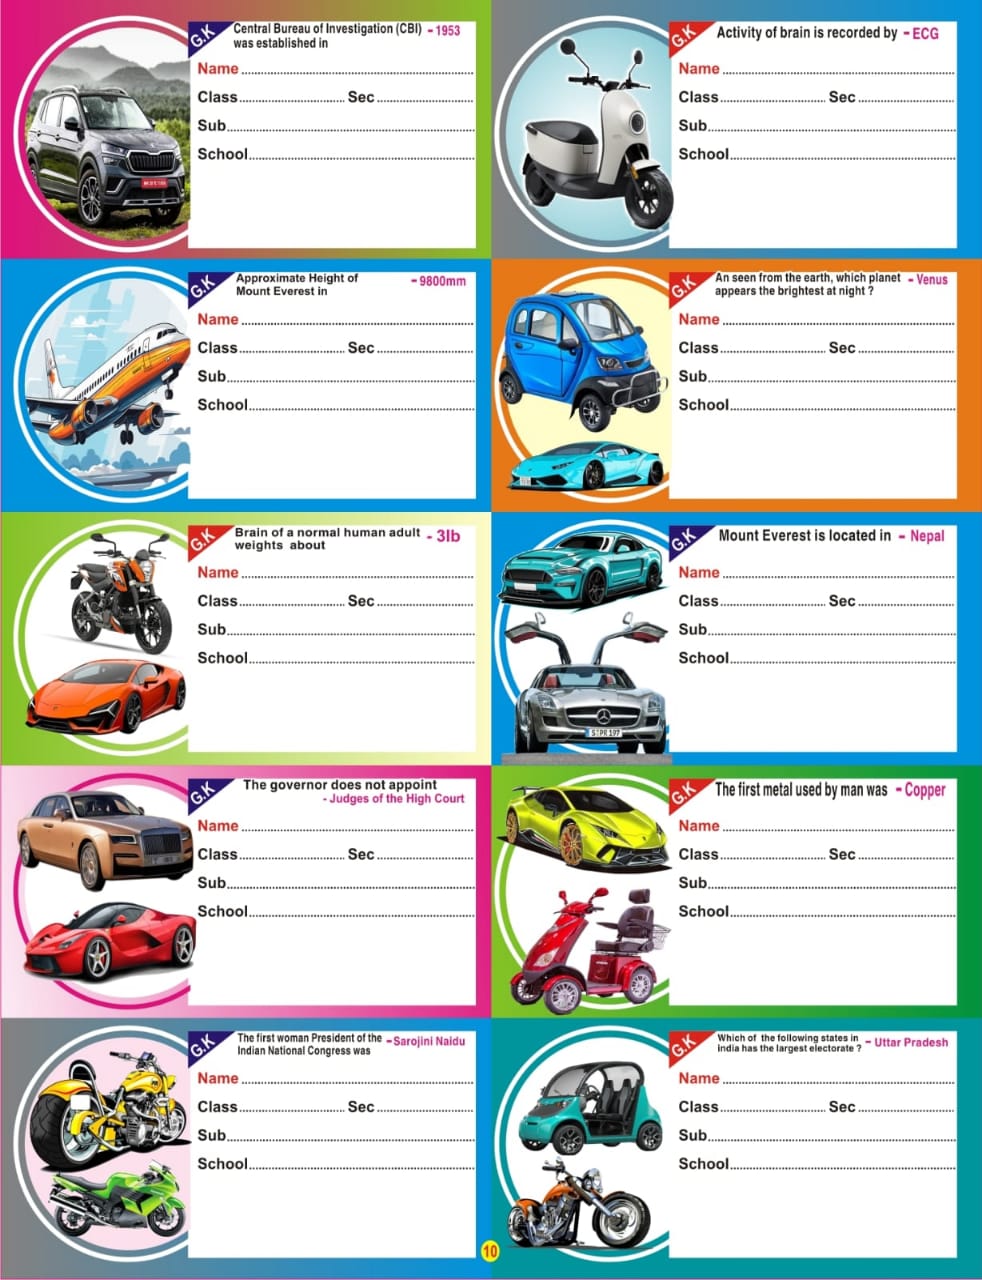 G.K
Central Bureau of Investigation (CBI) - 1953
was established in
Name
Class Sec
Sub
School
G.K
Activity of brain is recorded by - ECG
Name
Class Sec
Sub
School
G.K
Approximate Height of - 9800mm
Mount Everest in
Name
Class Sec
Sub
School
G.K
An seen from the earth, which planet - Venus
appears the brightest at night ?
Name
Class Sec
Sub
School
G.K
Brain of a normal human adult - 3lb
weights about
Name
Class Sec
Sub
School
G.K
Mount Everest is located in - Nepal
Name
Class Sec
Sub
School
S:PR 197
G.K
The governor does not appoint
- Judges of the High Court
Name
Class Sec
Sub
School
G.K
The first metal used by man was - Copper
Name
Class Sec
Sub
School
G.K
The first woman President of the - Sarojini Naidu
Indian National Congress was
Name
Class Sec
Sub
School
G.K
Which of the following states in - Uttar Pradesh
india has the largest electorate ?
Name
Class Sec
Sub
School
10